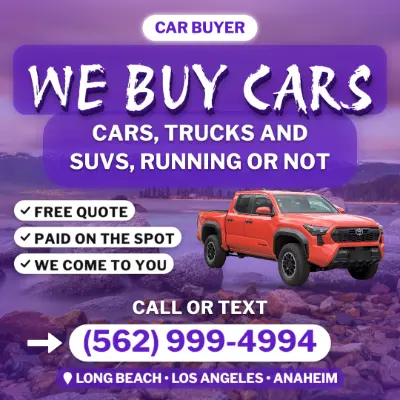 CAR BUYER
WE BUY CARS
CARS, TRUCKS AND
SUVS, RUNNING OR NOT
FREE QUOTE
PAID ON THE SPOT
WE COME TO YOU
CALL OR TEXT
(562) 999-4994
LONG BEACH • LOS ANGELES • ANAHEIM